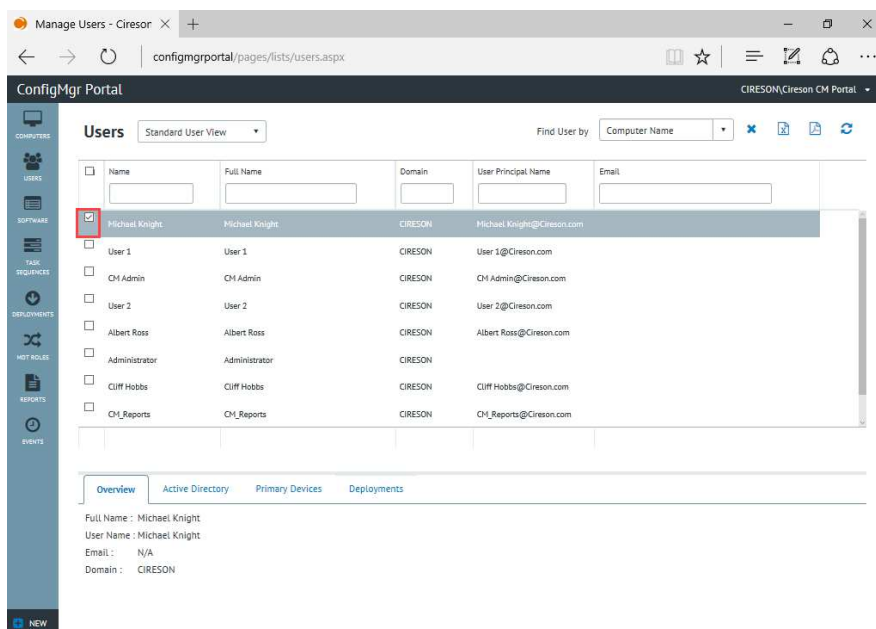 Manage Users - Cireson
configmgrportal/pages/lists/users.aspx
ConfigMgr Portal
CIRESON\Cireson CM Portal
COMPUTERS
USERS
SOFTWARE
TASK SEQUENCES
DEPLOYMENTS
MDT ROLES
REPORTS
EVENTS
NEW
Users
Standard User View
Find User by
Computer Name
Name Full Name Domain User Principal Name Email
Michael Knight Michael Knight CIRESON Michael Knight@Cireson.com
User 1 User 1 CIRESON User 1@Cireson.com
CM Admin CM Admin CIRESON CM Admin@Cireson.com
User 2 User 2 CIRESON User 2@Cireson.com
Albert Ross Albert Ross CIRESON Albert Ross@Cireson.com
Administrator Administrator CIRESON
Cliff Hobbs Cliff Hobbs CIRESON Cliff Hobbs@Cireson.com
CM_Reports CM_Reports CIRESON CM_Reports@Cireson.com
Overview Active Directory Primary Devices Deployments
Full Name : Michael Knight
User Name : Michael Knight
Email : N/A
Domain : CIRESON